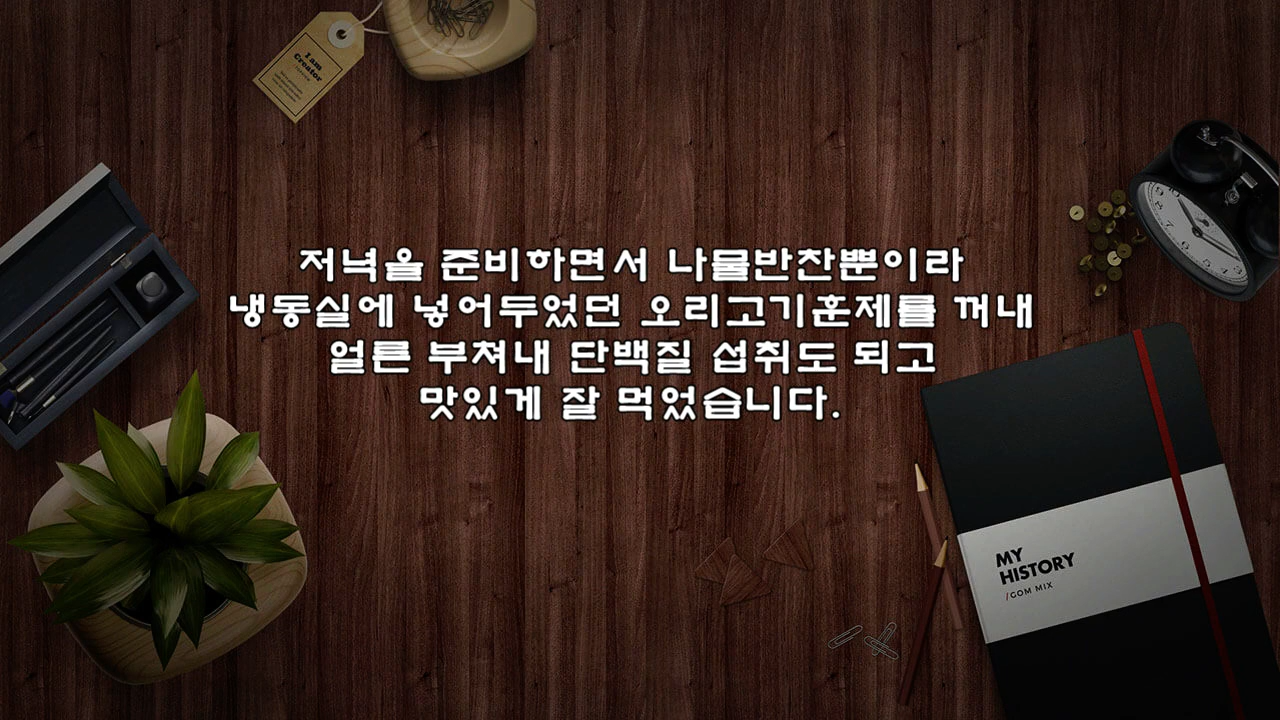 I am
Creator
저녁을 준비하면서 나물반찬뿐이라
냉동실에 넣어두었던 오리고기훈제를 꺼내
얼른 부쳐내 단백질 섭취도 되고
맛있게 잘 먹었습니다.
MY
HISTORY
/GOM MIX